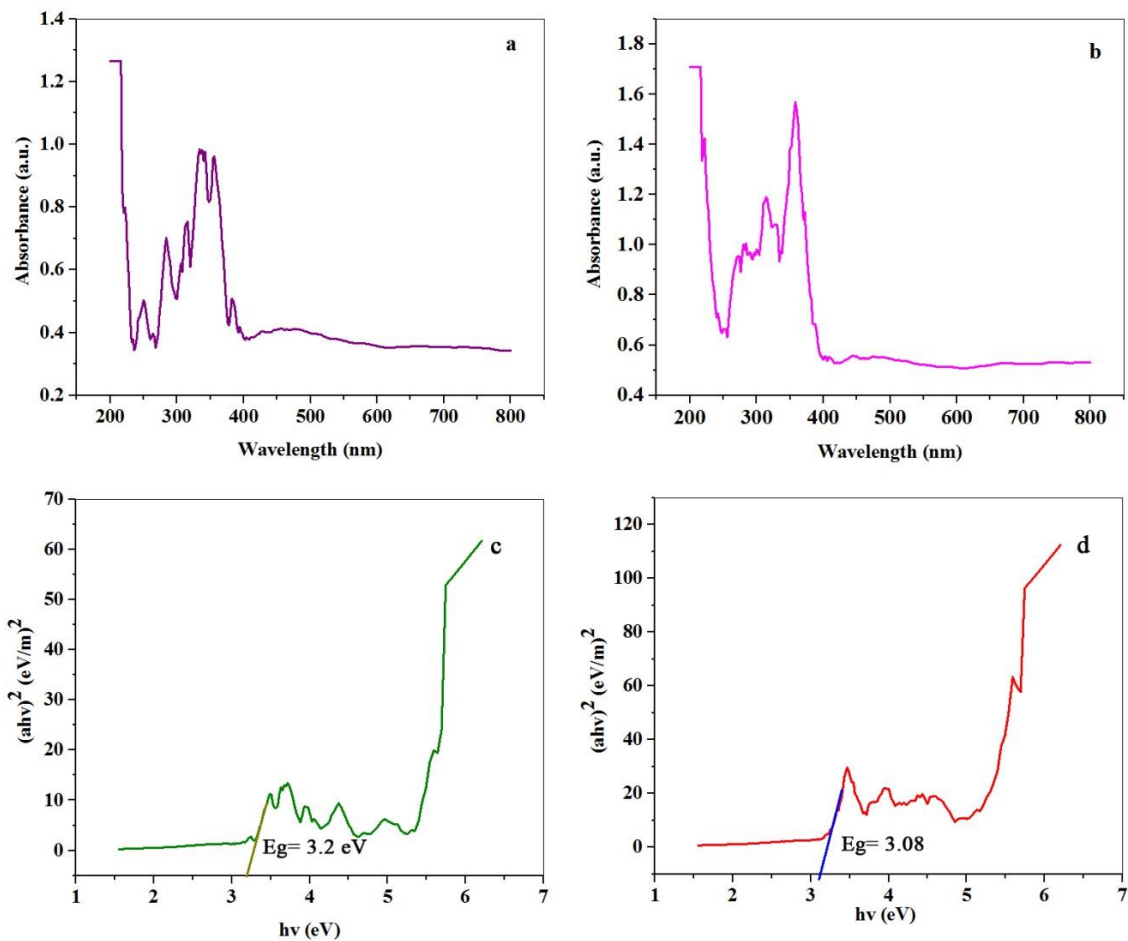 a
1.4
1.2
1.0
0.8
0.6
0.4
0.2
Absorbance (a.u.)
200 300 400 500 600 700 800
Wavelength (nm)
b
1.8
1.6
1.4
1.2
1.0
0.8
0.6
0.4
Absorbance (a.u.)
200 300 400 500 600 700 800
Wavelength (nm)
c
70
60
50
40
30
20
10
0
(ahv)² (eV/m)²
Eg= 3.2 eV
1 2 3 4 5 6 7
hv (eV)
d
120
100
80
60
40
20
0
(ahv)² (eV/m)²
Eg= 3.08
1 2 3 4 5 6 7
hv (eV)